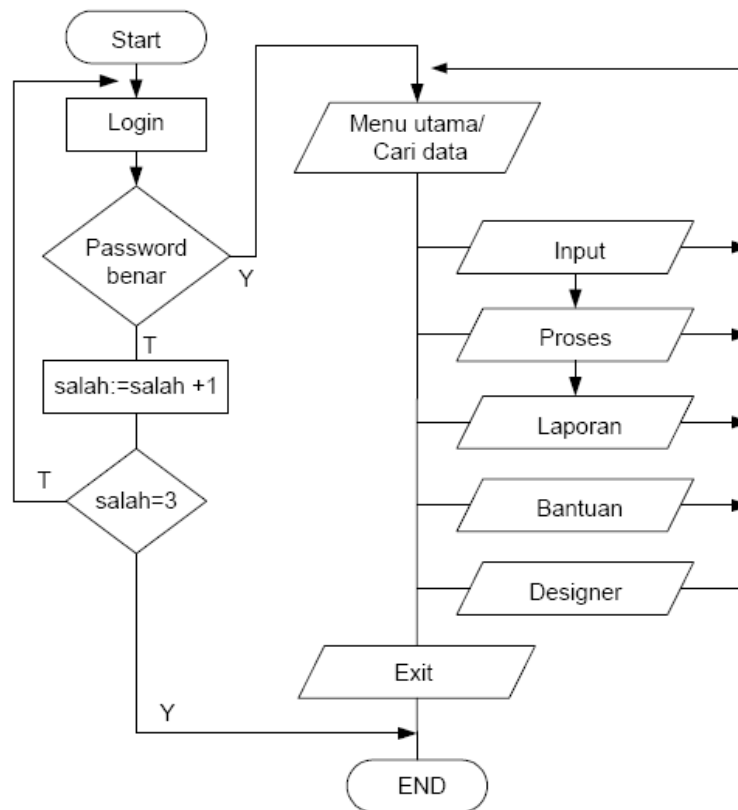 Start
Login
Password
benar
Y
T
salah:=salah +1
T
salah=3
Y
Menu utama/
Cari data
Input
Proses
Laporan
Bantuan
Designer
Exit
END